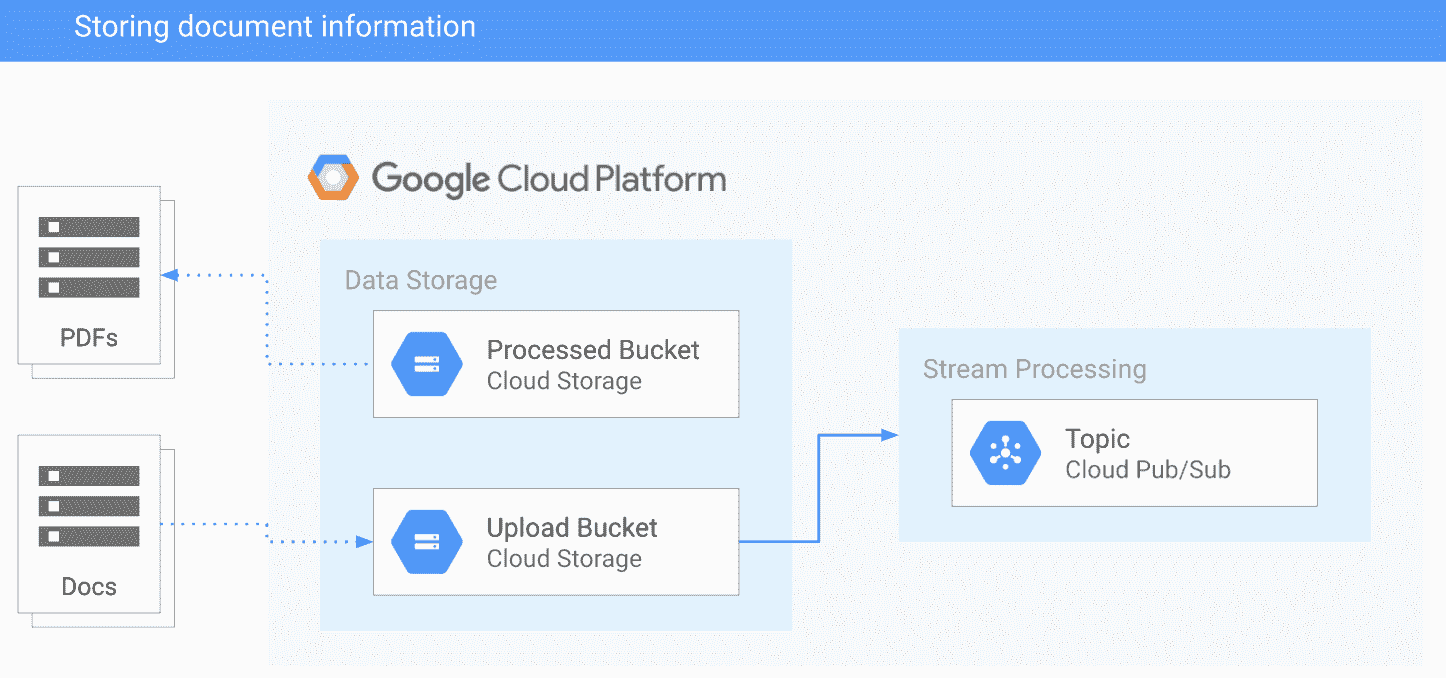 Storing document information
Google Cloud Platform
PDFs
Data Storage
Processed Bucket
Cloud Storage
Stream Processing
Topic
Cloud Pub/Sub
Upload Bucket
Cloud Storage
Docs